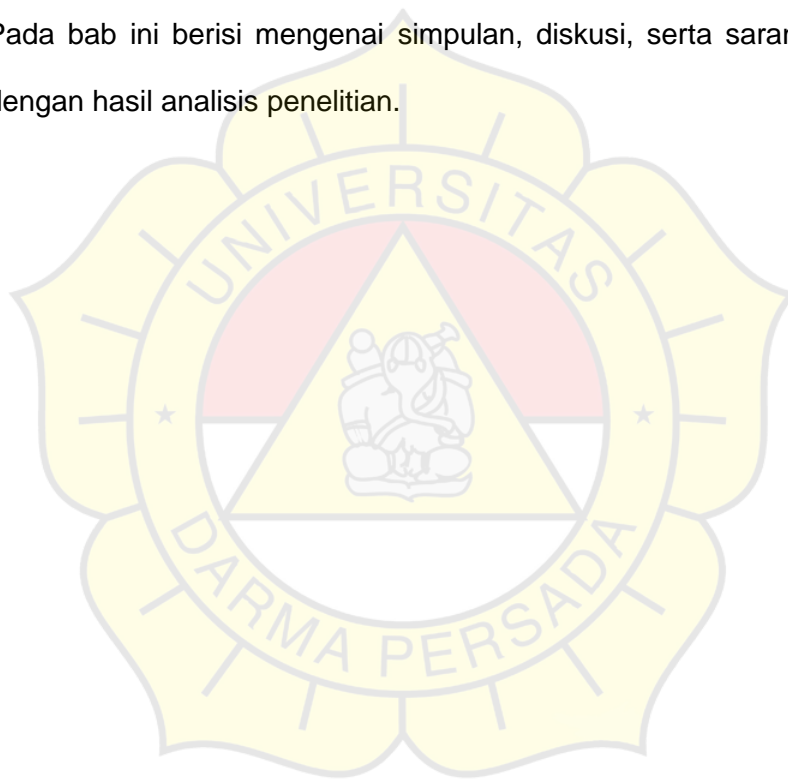 Pada bab ini berisi mengenai simpulan, diskusi, serta saran
dengan hasil analisis penelitian.
UNIVERSITAS
DARMA PERSADA